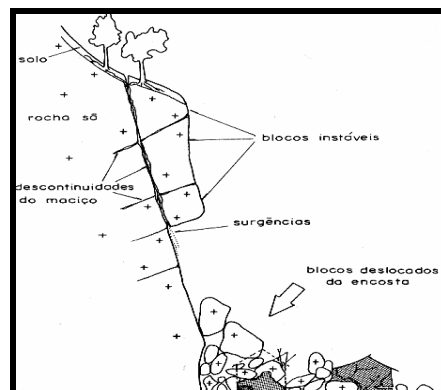 solo
rocha sã
blocos instáveis
descontinuidades
do maciço
surgências
blocos deslocados
da encosta